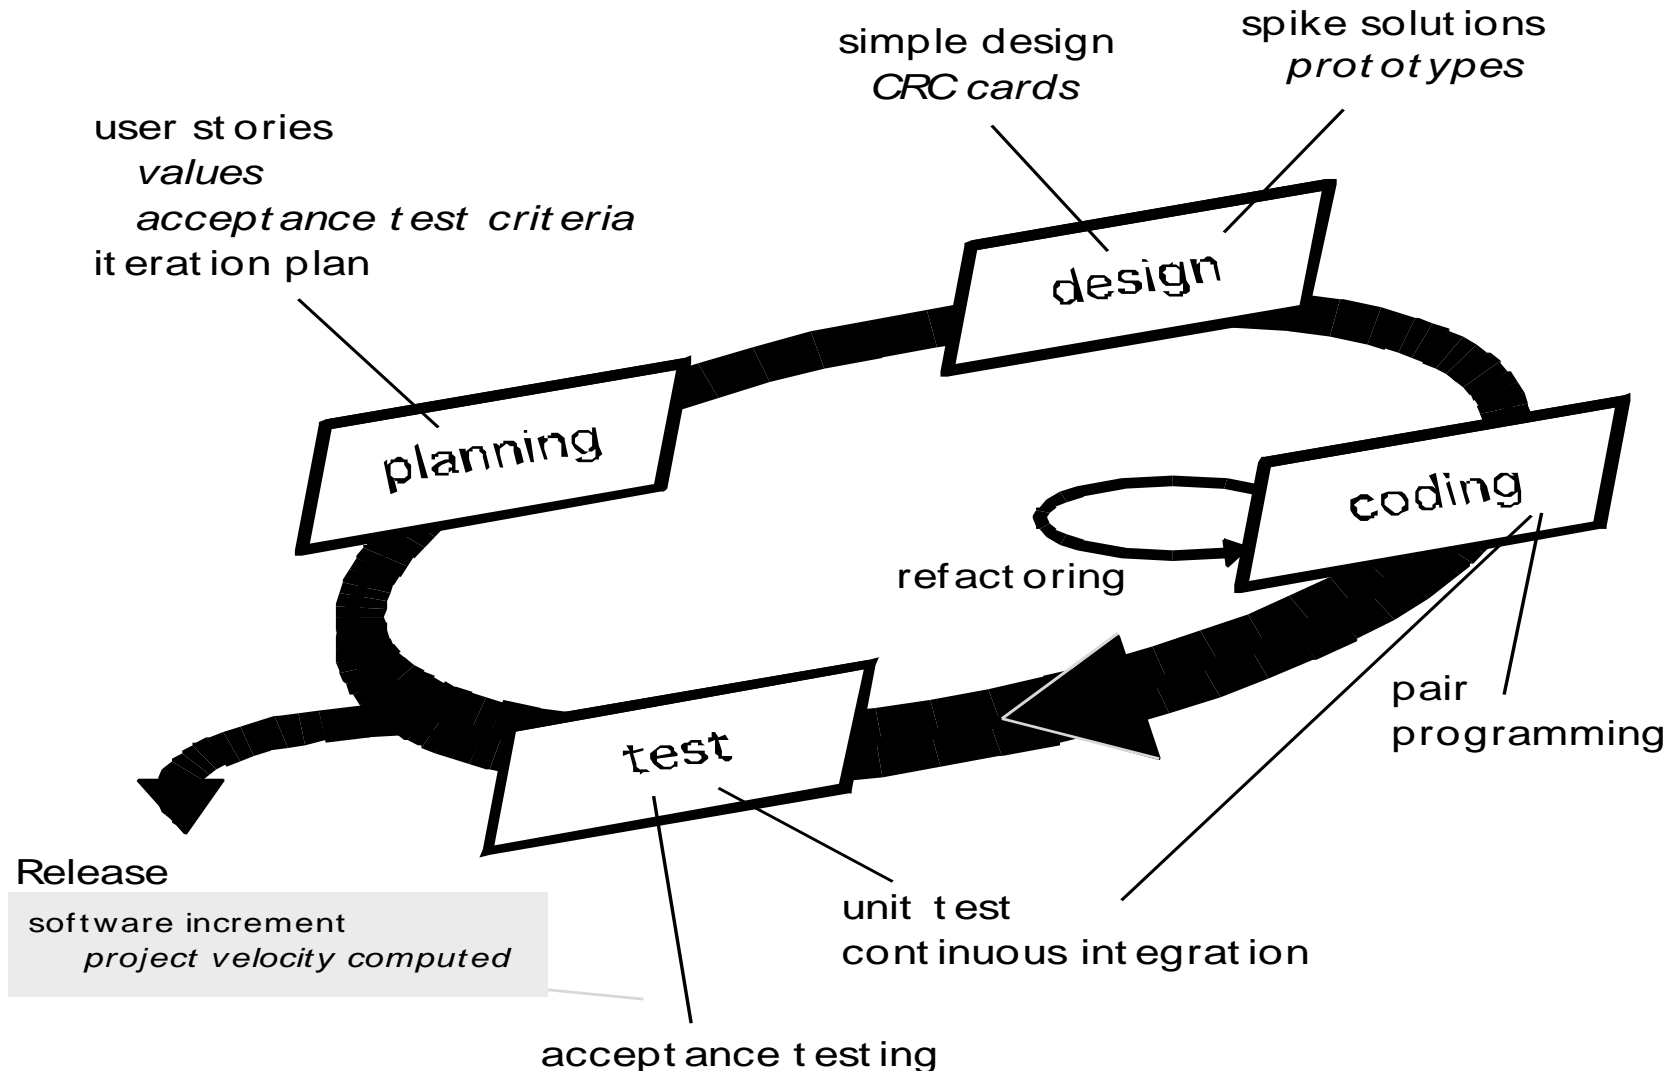 simple design
CRC cards
spike solutions
prototypes
user stories
values
acceptance test criteria
iteration plan
design
planning
coding
refactoring
pair
programming
test
Release
software increment
project velocity computed
unit test
continuous integration
acceptance testing